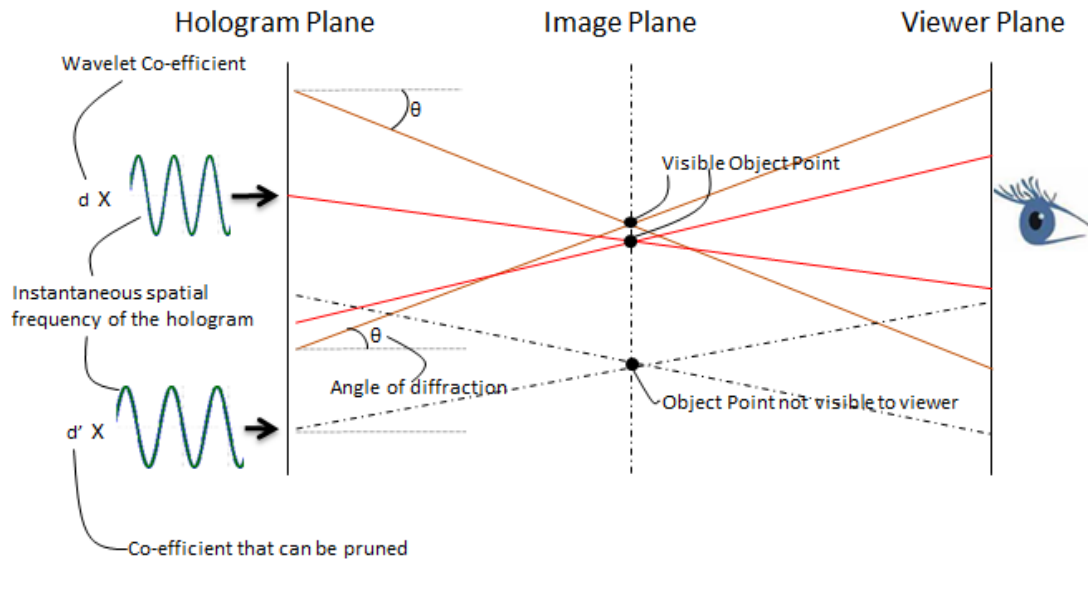 Hologram Plane
Image Plane
Viewer Plane
Wavelet Co-efficient
θ
Visible Object Point
d X
Instantaneous spatial
frequency of the hologram
θ
Angle of diffraction
Object Point not visible to viewer
d' X
Co-efficient that can be pruned